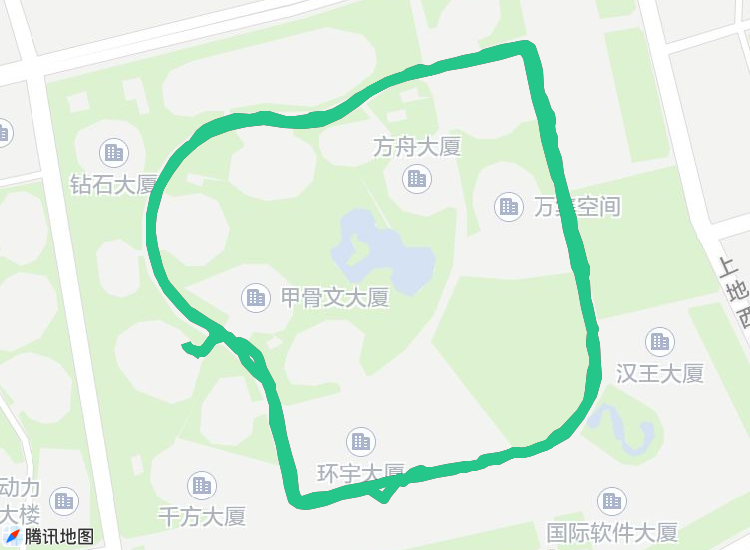 方舟大厦
钻石大厦
万集空间
上地西
甲骨文大厦
汉王大厦
环宇大厦
动力
大楼
千方大厦
国际软件大厦
腾讯地图